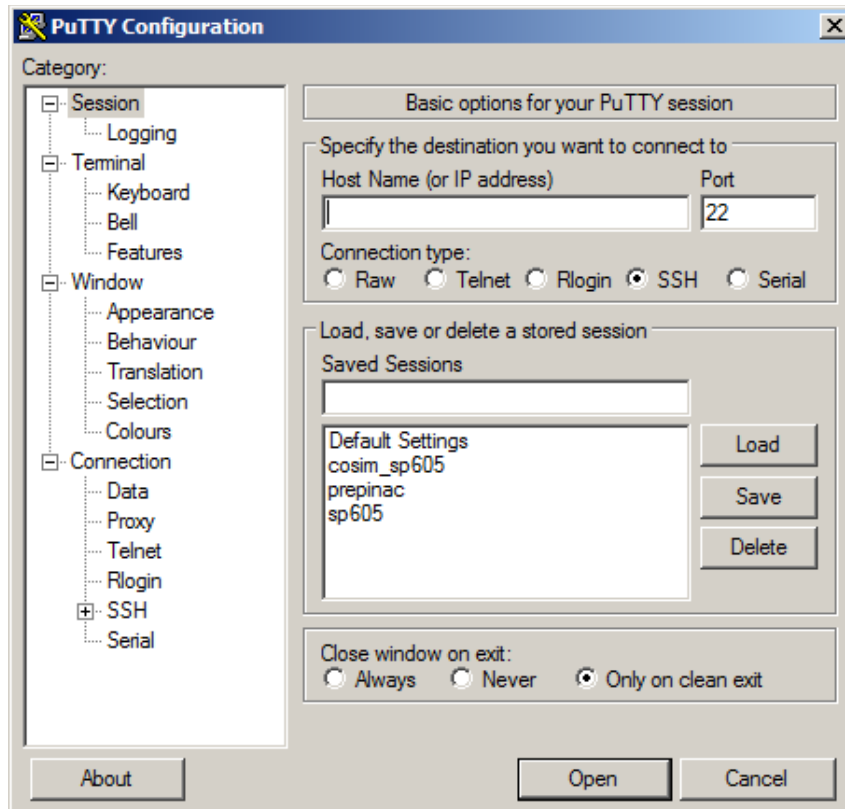 PuTTY Configuration
Category:
Session
Logging
Terminal
Keyboard
Bell
Features
Window
Appearance
Behaviour
Translation
Selection
Colours
Connection
Data
Proxy
Telnet
Rlogin
SSH
Serial
Basic options for your PuTTY session
Specify the destination you want to connect to
Host Name (or IP address) Port
22
Connection type:
Raw Telnet Rlogin SSH Serial
Load, save or delete a stored session
Saved Sessions
Default Settings
cosim_sp605
prepinac
sp605
Load
Save
Delete
Close window on exit:
Always Never Only on clean exit
About Open Cancel